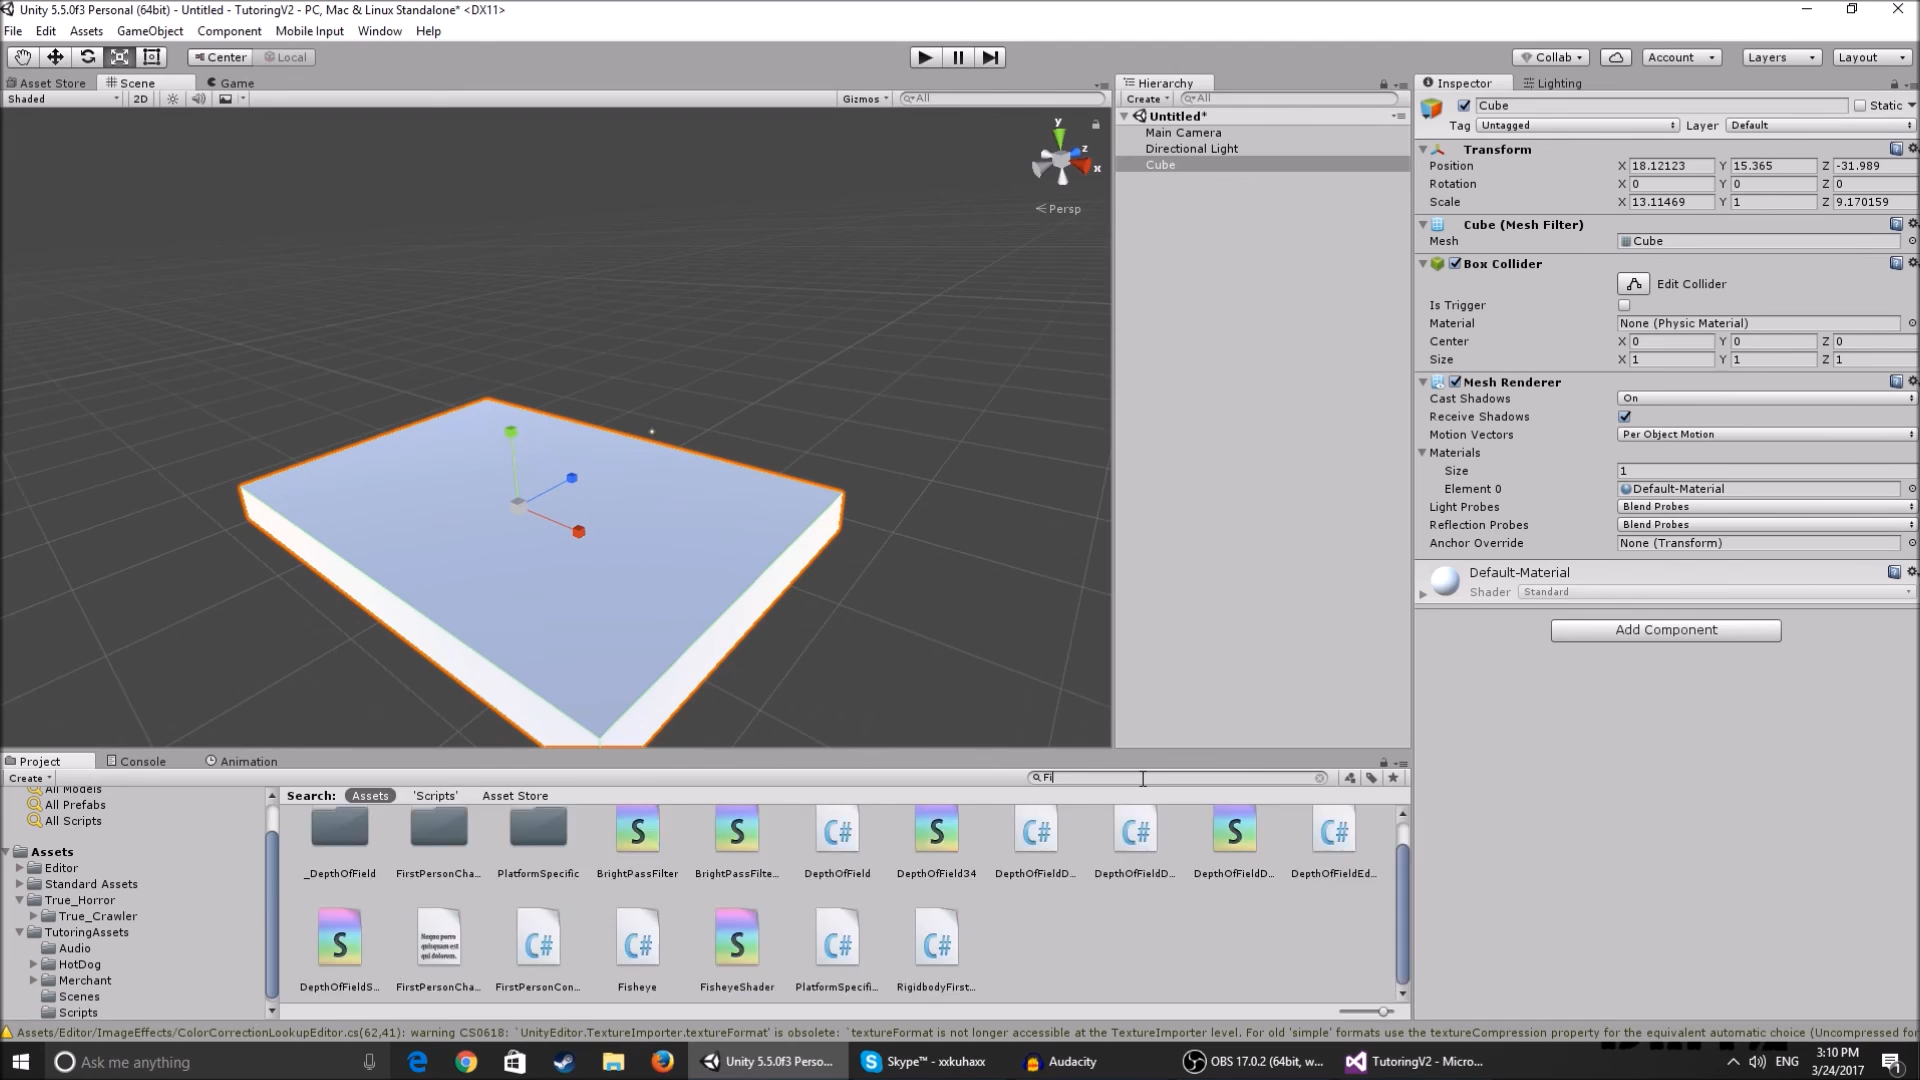 Unity 5.5.0f3 Personal (64bit) - Untitled - TutoringV2 - PC, Mac & Linux Standalone* <DX11>
File Edit Assets GameObject Component Mobile Input Window Help
Center Local Collab Account Layers Layout
Asset Store Scene Game
Shaded 2D Gizmos All
y
z
x
Persp
Hierarchy
Create All
Untitled*
Main Camera
Directional Light
Cube
Inspector Lighting
Cube Static
Tag Untagged Layer Default
Transform
Position X 18.12123 Y 15.365 Z -31.989
Rotation X 0 Y 0 Z 0
Scale X 13.11469 Y 1 Z 9.170159
Cube (Mesh Filter)
Mesh Cube
Box Collider
Edit Collider
Is Trigger
Material None (Physic Material)
Center X 0 Y 0 Z 0
Size X 1 Y 1 Z 1
Mesh Renderer
Cast Shadows On
Receive Shadows
Motion Vectors Per Object Motion
Materials
Size 1
Element 0 Default-Material
Light Probes Blend Probes
Reflection Probes Blend Probes
Anchor Override None (Transform)
Default-Material
Shader Standard
Add Component
Project Console Animation
Create Fi
All Models
All Prefabs
All Scripts
Assets
Editor
Standard Assets
True_Horror
True_Crawler
TutoringAssets
Audio
HotDog
Merchant
Scenes
Scripts
Search: Assets 'Scripts' Asset Store
S S C# S C# C# S C#
_DepthOfField FirstPersonCha... PlatformSpecific BrightPassFilter BrightPassFilte... DepthOfField DepthOfField34 DepthOfFieldD... DepthOfFieldD... DepthOfFieldD... DepthOfFieldEd...
S Neque porro quisquam est qui dolorem. C# C# S C# C#
DepthOfFieldS... FirstPersonCha... FirstPersonCon... Fisheye FisheyeShader PlatformSpecifi... RigidbodyFirst...
Assets/Editor/ImageEffects/ColorCorrectionLookupEditor.cs(62,41): warning CS0618: `UnityEditor.TextureImporter.textureFormat' is obsolete: `textureFormat is not longer accessible at the TextureImporter level. For old 'simple' formats use the textureCompression property for the equivalent automatic choice (Uncompressed for
Ask me anything Unity 5.5.0f3 Perso... Skype™ - xxkuhaxx Audacity OBS 17.0.2 (64bit, w... TutoringV2 - Micro... ENG 3:10 PM
3/24/2017
1